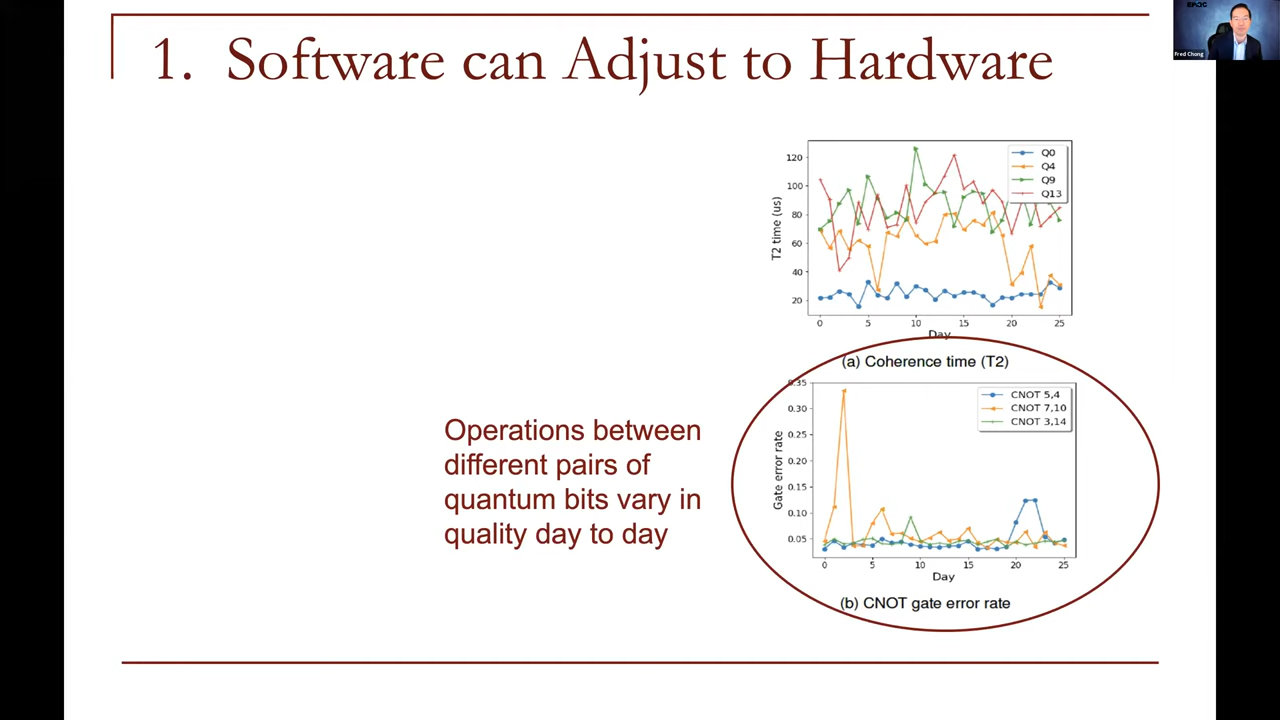 1. Software can Adjust to Hardware
EPiQC
Fred Chong
120
100
80
60
40
20
T2 time (us)
Q0
Q4
Q9
Q13
0 5 10 15 20 25
Day
(a) Coherence time (T2)
Operations between
different pairs of
quantum bits vary in
quality day to day
0.35
0.30
0.25
0.20
0.15
0.10
0.05
Gate error rate
CNOT 5,4
CNOT 7,10
CNOT 3,14
0 5 10 15 20 25
Day
(b) CNOT gate error rate